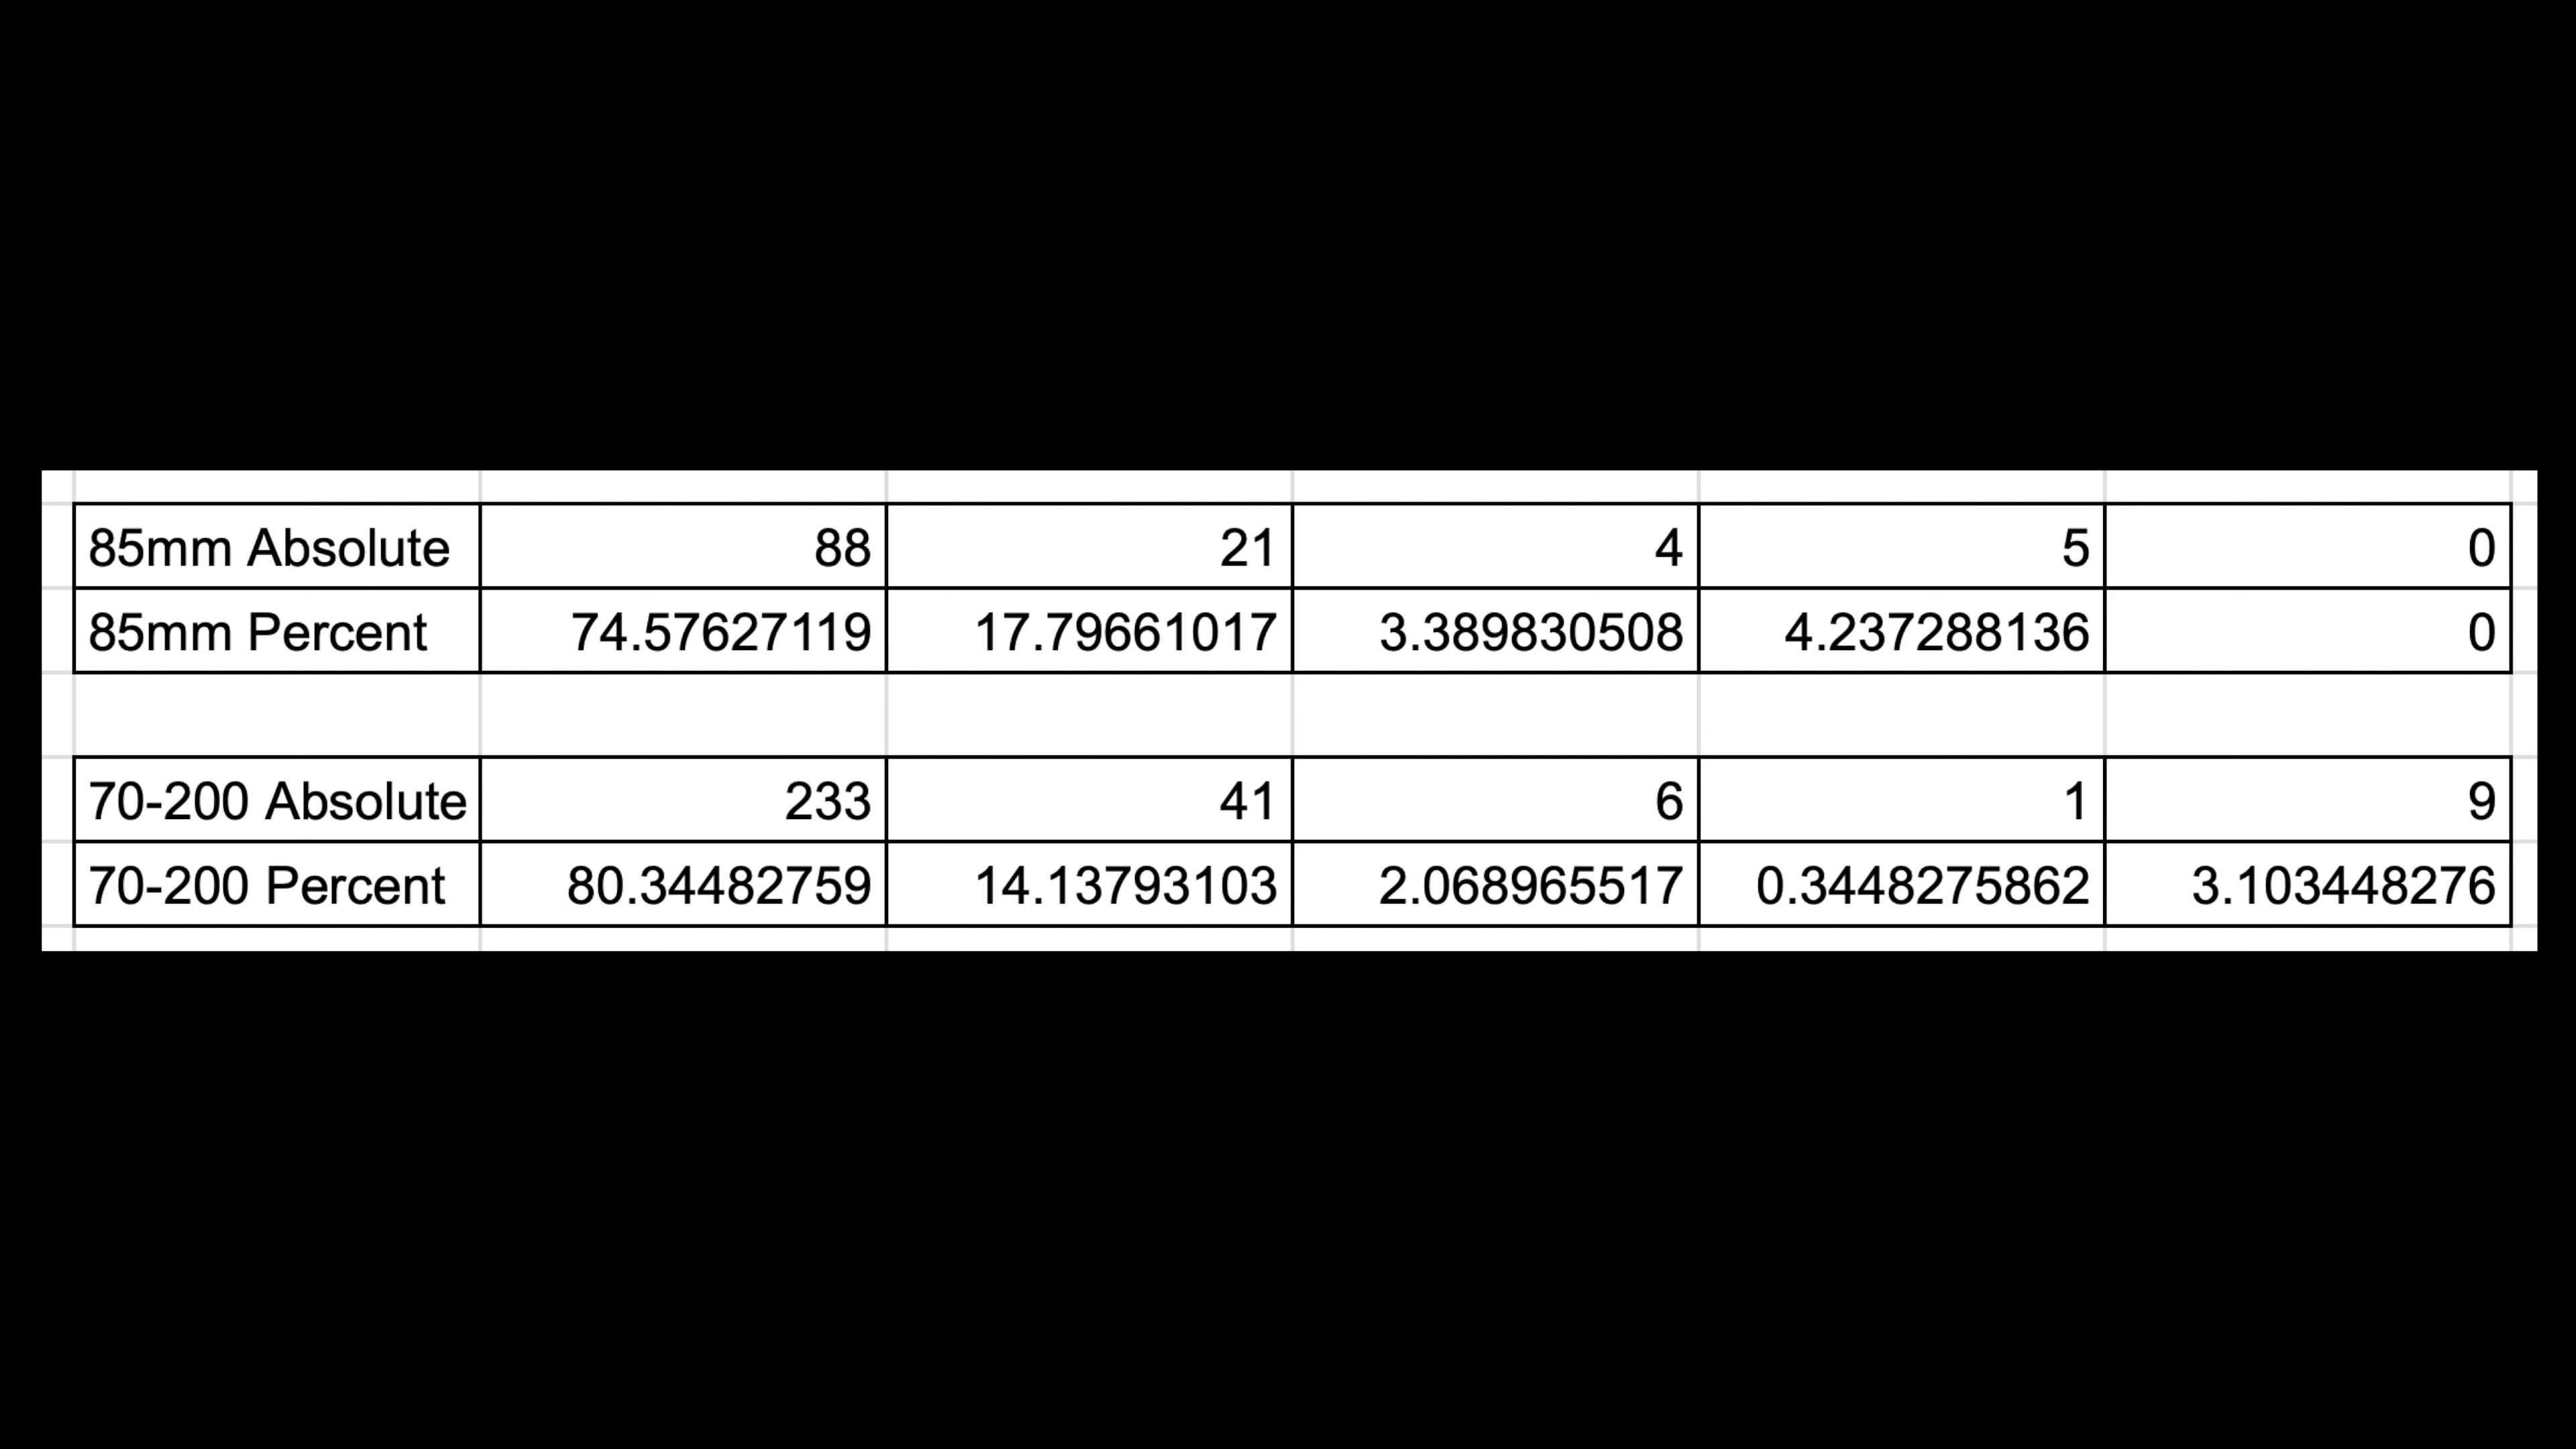 85mm Absolute 88 21 4 5 0
85mm Percent 74.57627119 17.79661017 3.389830508 4.237288136 0
70-200 Absolute 233 41 6 1 9
70-200 Percent 80.34482759 14.13793103 2.068965517 0.3448275862 3.103448276